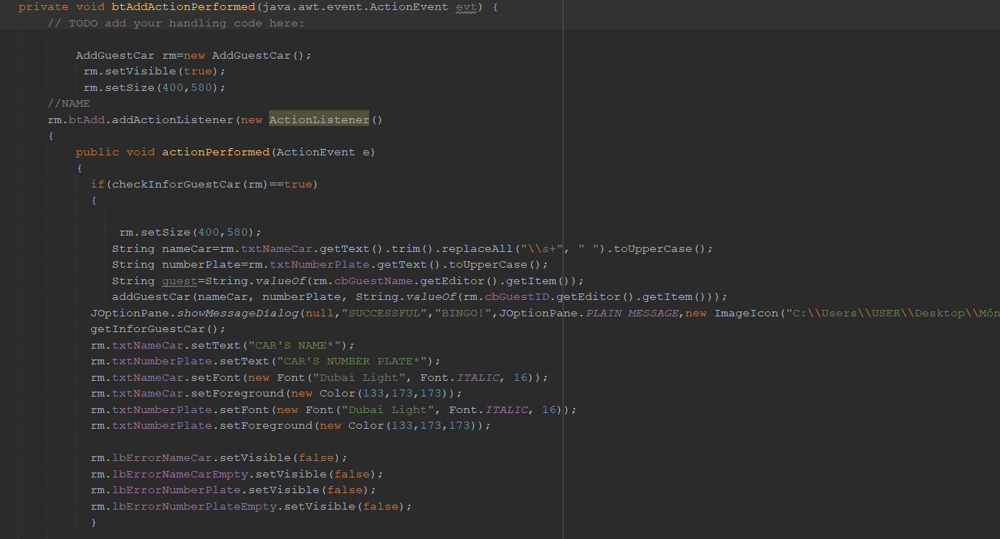 private void btAddActionPerformed(java.awt.event.ActionEvent evt) {
// TODO add your handling code here:
AddGuestCar rm=new AddGuestCar();
rm.setVisible(true);
rm.setSize(400,580);
//NAME
rm.btAdd.addActionListener(new ActionListener()
{
public void actionPerformed(ActionEvent e)
{
if(checkInforGuestCar(rm)==true)
{
rm.setSize(400,580);
String nameCar=rm.txtNameCar.getText().trim().replaceAll("\\s+", " ").toUpperCase();
String numberPlate=rm.txtNumberPlate.getText().toUpperCase();
String guest=String.valueOf(rm.cbGuestName.getEditor().getItem());
addGuestCar(nameCar, numberPlate, String.valueOf(rm.cbGuestID.getEditor().getItem()));
JOptionPane.showMessageDialog(null,"SUCCESSFUL","BINGO!",JOptionPane.PLAIN_MESSAGE,new ImageIcon("C:\\Users\\USER\\Desktop\\Môn
getInforGuestCar();
rm.txtNameCar.setText("CAR'S NAME*");
rm.txtNumberPlate.setText("CAR'S NUMBER PLATE*");
rm.txtNameCar.setFont(new Font("Dubai Light", Font.ITALIC, 16));
rm.txtNameCar.setForeground(new Color(133,173,173));
rm.txtNumberPlate.setFont(new Font("Dubai Light", Font.ITALIC, 16));
rm.txtNumberPlate.setForeground(new Color(133,173,173));
rm.lbErrorNameCar.setVisible(false);
rm.lbErrorNameCarEmpty.setVisible(false);
rm.lbErrorNumberPlate.setVisible(false);
rm.lbErrorNumberPlateEmpty.setVisible(false);
}